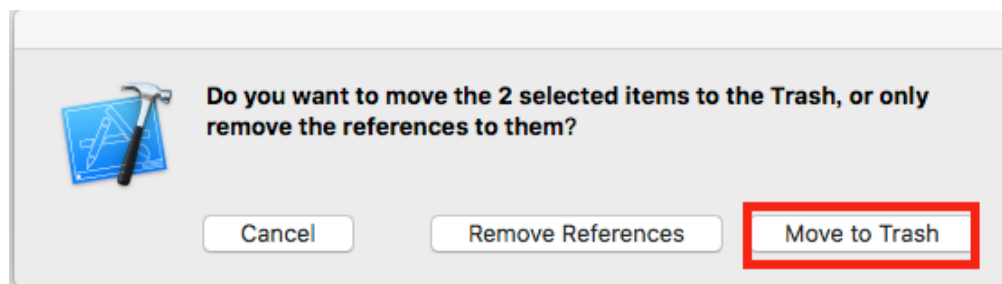 Do you want to move the 2 selected items to the Trash, or only
remove the references to them?
Cancel
Remove References
Move to Trash